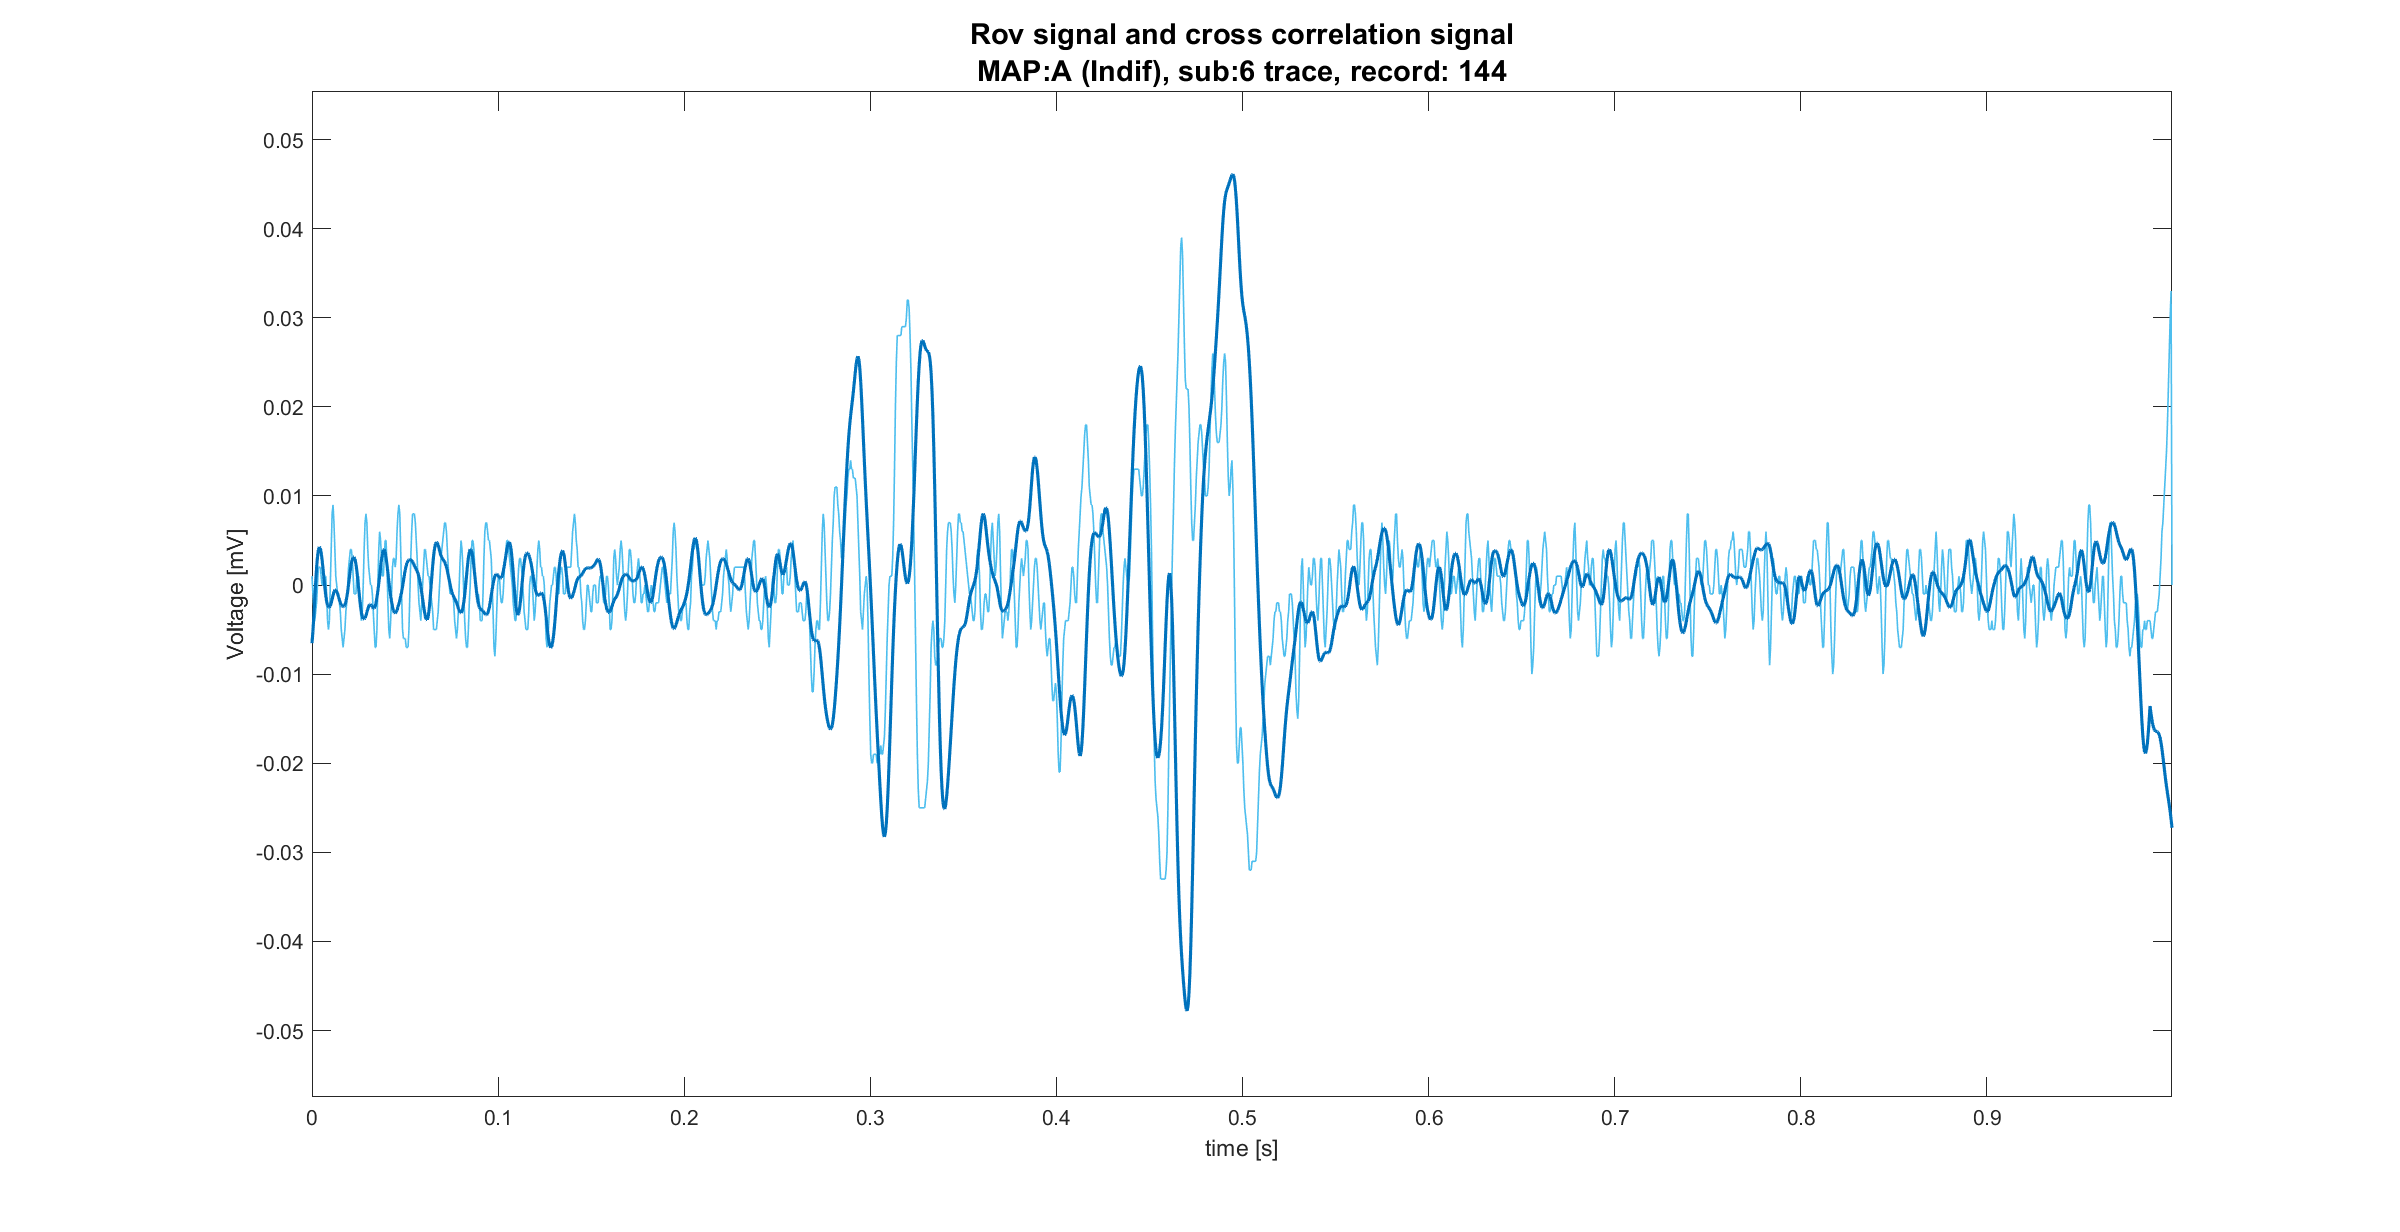 Rov signal and cross correlation signal
MAP:A (Indif), sub:6 trace, record: 144
0.05
0.04
0.03
0.02
0.01
0
-0.01
-0.02
-0.03
-0.04
-0.05
Voltage [mV]
0 0.1 0.2 0.3 0.4 0.5 0.6 0.7 0.8 0.9
time [s]